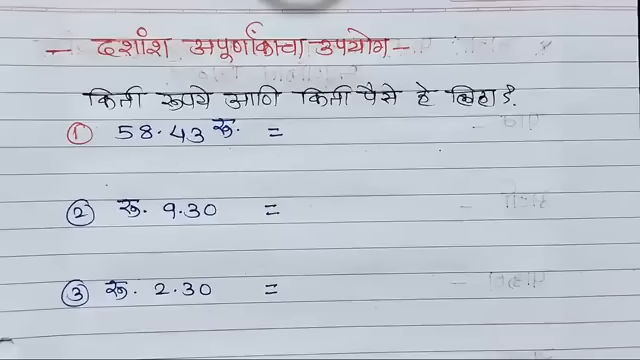 - दशांश अपूर्णांकाचा उपयोग -
किती रूपये आणि किती पैसे हे लिहा?.
① 58.43 रू. =
② रू. 9.30 =
③ रू. 2.30 =